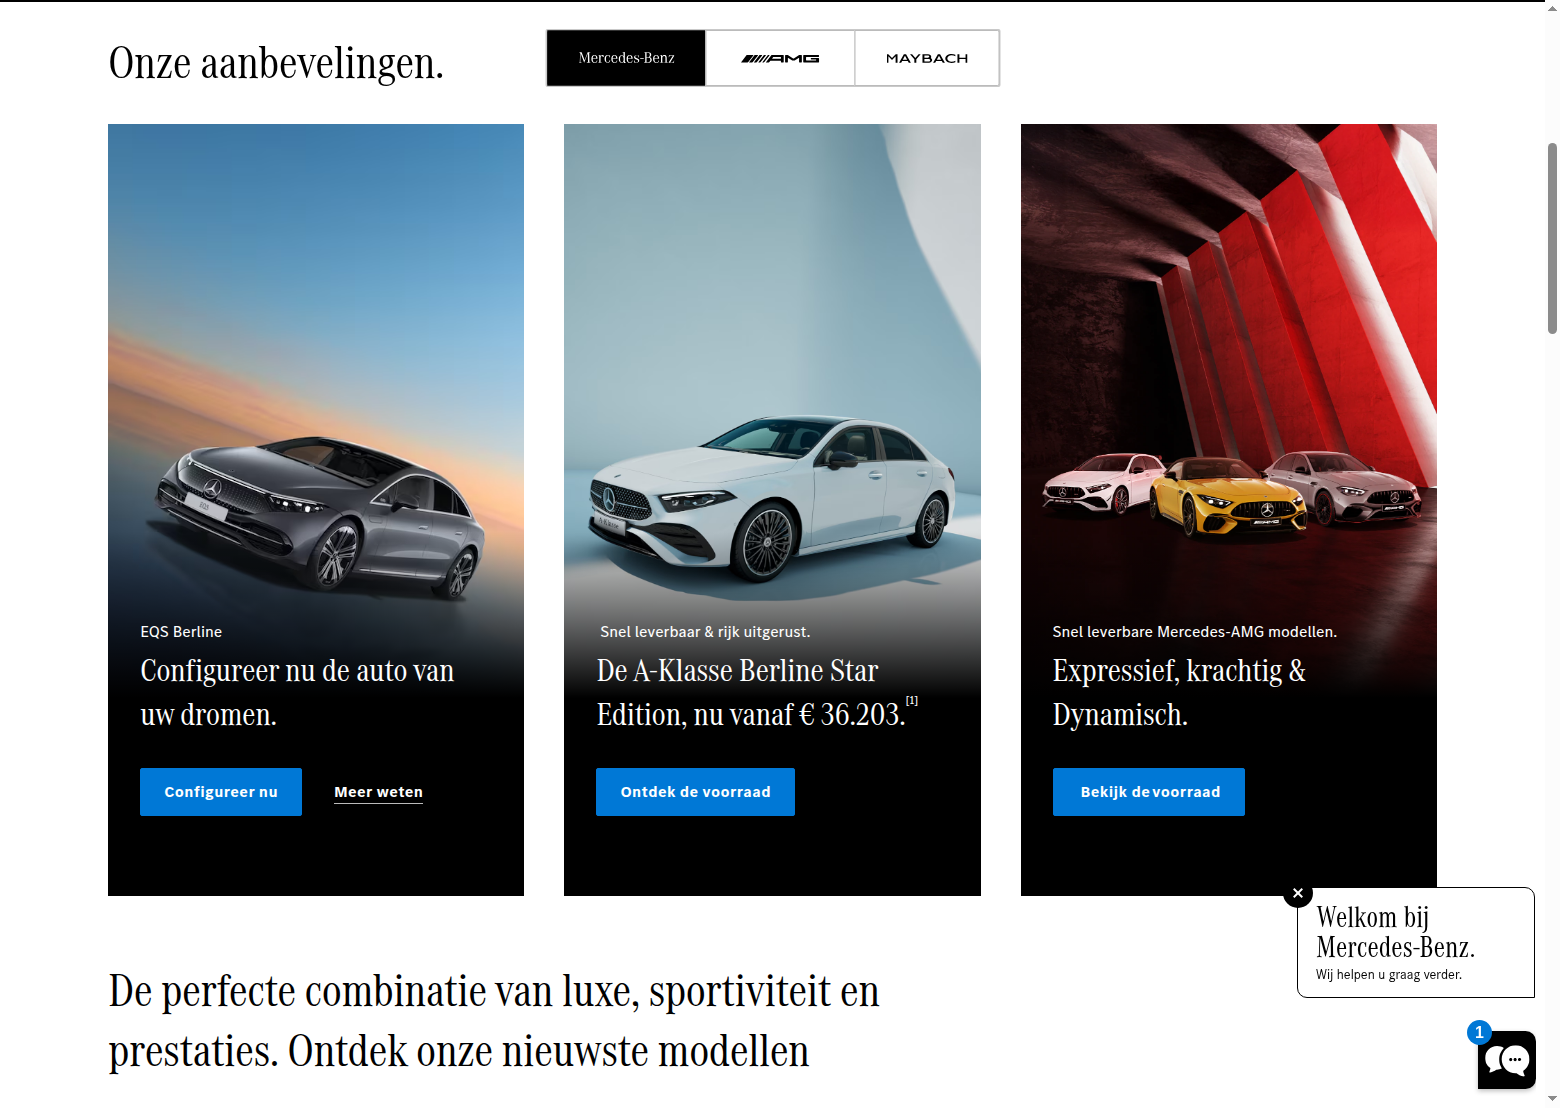 Onze aanbevelingen.
Mercedes-Benz
AMG
MAYBACH
EQS Berline
Configureer nu de auto van
uw dromen.
Configureer nu
Meer weten
Snel leverbaar & rijk uitgerust.
De A-Klasse Berline Star
Edition, nu vanaf € 36.203.[1]
Ontdek de voorraad
Snel leverbare Mercedes-AMG modellen.
Expressief, krachtig &
Dynamisch.
Bekijk de voorraad
Welkom bij
Mercedes-Benz.
Wij helpen u graag verder.
De perfecte combinatie van luxe, sportiviteit en
prestaties. Ontdek onze nieuwste modellen
1
EQS
A-Klasse
AMG